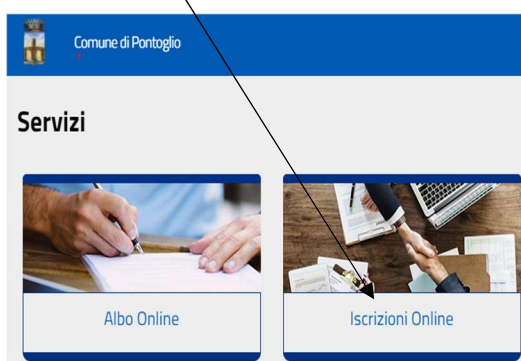 Comune di Pontoglio
Servizi
Albo Online
Iscrizioni Online